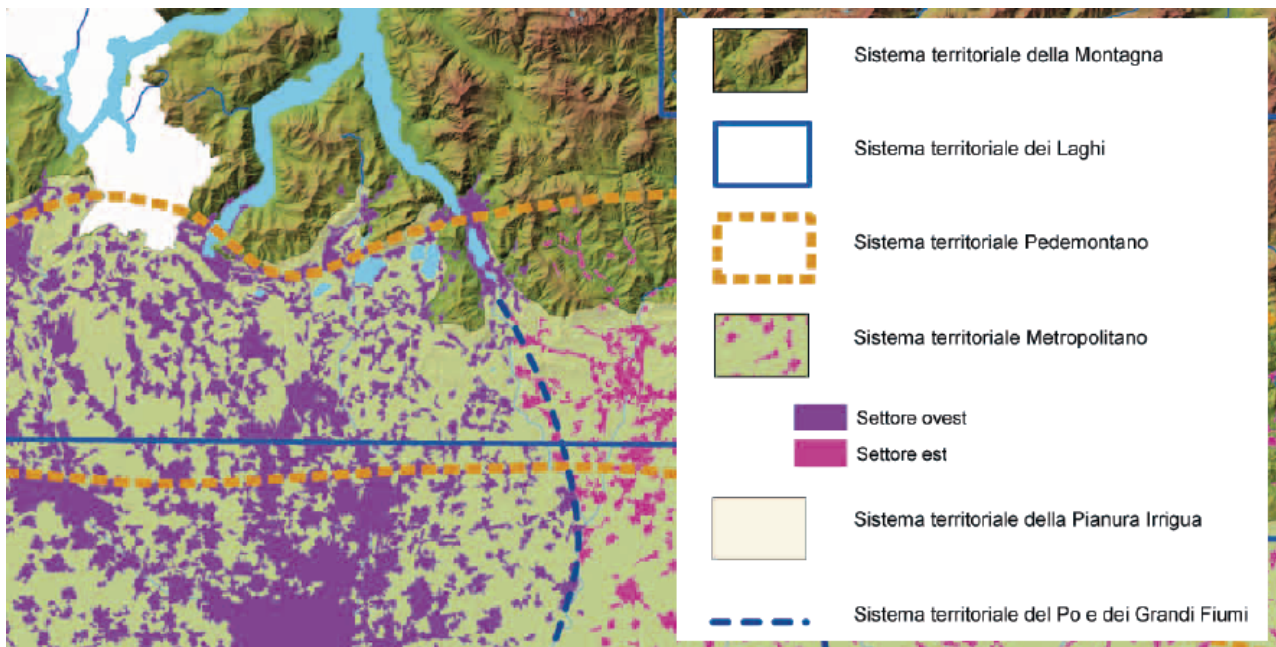 Sistema territoriale della Montagna
Sistema territoriale dei Laghi
Sistema territoriale Pedemontano
Sistema territoriale Metropolitano
Settore ovest
Settore est
Sistema territoriale della Pianura Irrigua
Sistema territoriale del Po e dei Grandi Fiumi